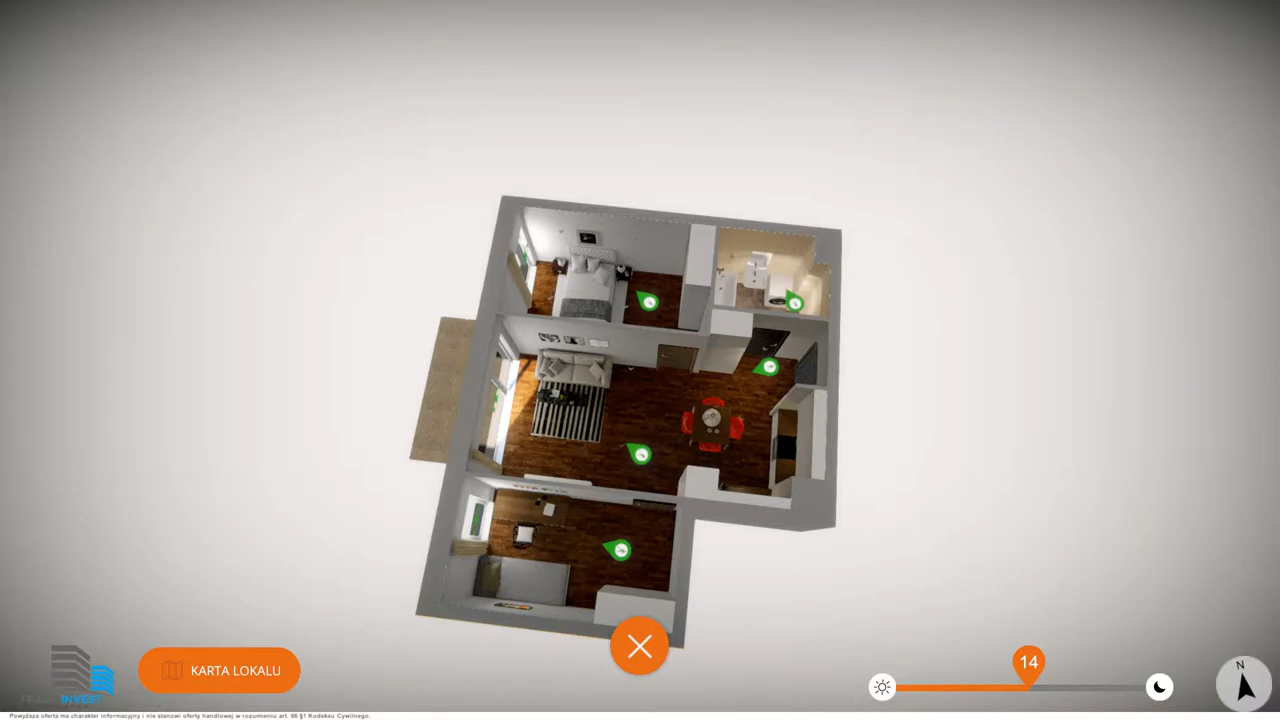 14
N
KARTA LOKALU
INVEST
Powyższa oferta ma charakter informacyjny i nie stanowi oferty handlowej w rozumieniu art. 66 §1 Kodeksu Cywilnego.